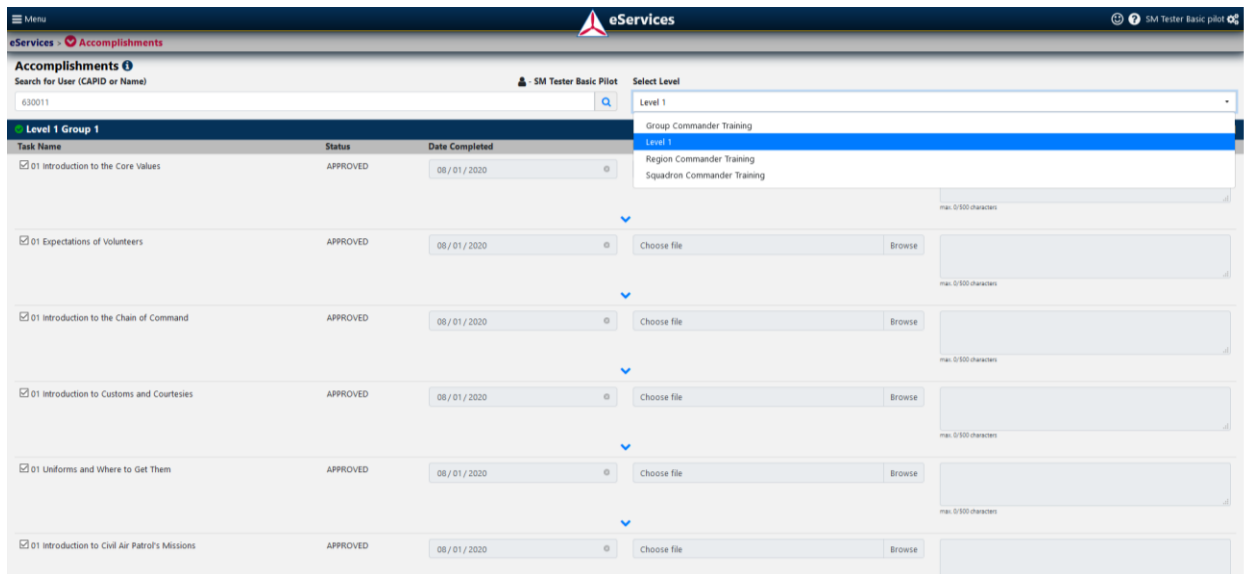 Menu
eServices
SM Tester Basic pilot
eServices > Accomplishments
Accomplishments
Search for User (CAPID or Name)
- SM Tester Basic Pilot
Select Level
630011
Level 1
Group Commander Training
Level 1
Region Commander Training
Squadron Commander Training
Level 1 Group 1
Task Name Status Date Completed
01 Introduction to the Core Values APPROVED 08/01/2020
max. 0/500 characters
01 Expectations of Volunteers APPROVED 08/01/2020 Choose file Browse
max. 0/500 characters
01 Introduction to the Chain of Command APPROVED 08/01/2020 Choose file Browse
max. 0/500 characters
01 Introduction to Customs and Courtesies APPROVED 08/01/2020 Choose file Browse
max. 0/500 characters
01 Uniforms and Where to Get Them APPROVED 08/01/2020 Choose file Browse
max. 0/500 characters
01 Introduction to Civil Air Patrol's Missions APPROVED 08/01/2020 Choose file Browse